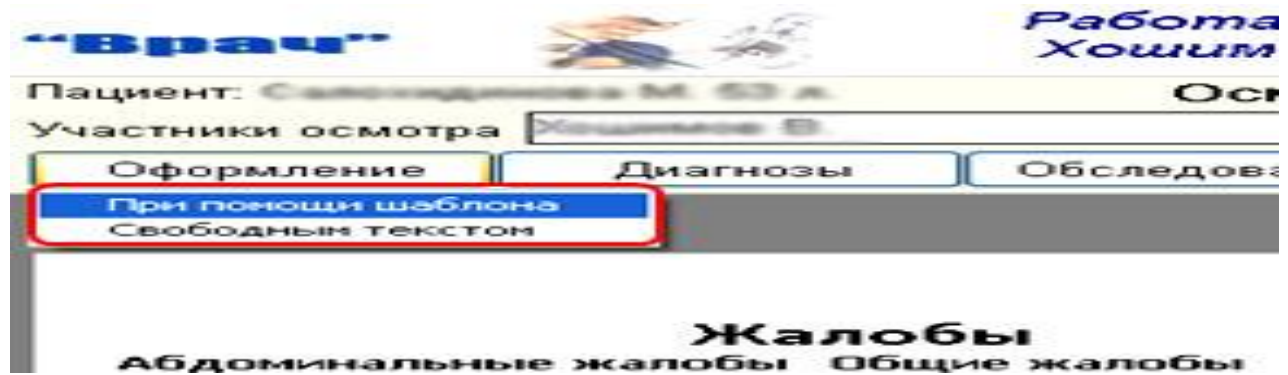 “Врач”
Работа
Хошим
Пациент:
Оси
Участники осмотра
Оформление Диагнозы Обследова
При помощи шаблона
Свободным текстом
Жалобы
Абдоминальные жалобы Общие жалобы